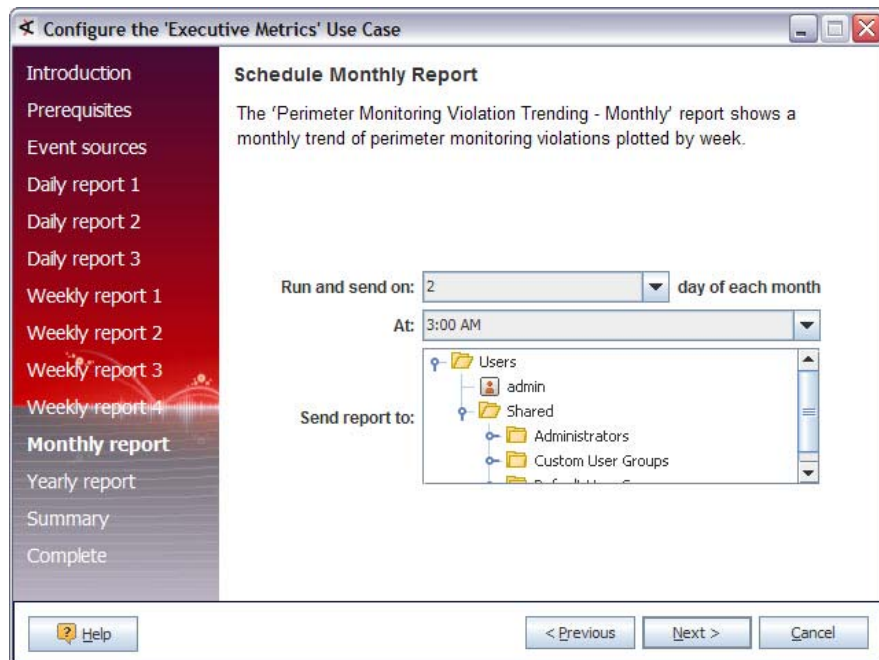 Configure the 'Executive Metrics' Use Case
Introduction
Prerequisites
Event sources
Daily report 1
Daily report 2
Daily report 3
Weekly report 1
Weekly report 2
Weekly report 3
Weekly report 4
Monthly report
Yearly report
Summary
Complete
Schedule Monthly Report
The 'Perimeter Monitoring Violation Trending - Monthly' report shows a
monthly trend of perimeter monitoring violations plotted by week.
Run and send on: 2 day of each month
At: 3:00 AM
Send report to:
Users
admin
Shared
Administrators
Custom User Groups
Help
< Previous
Next >
Cancel